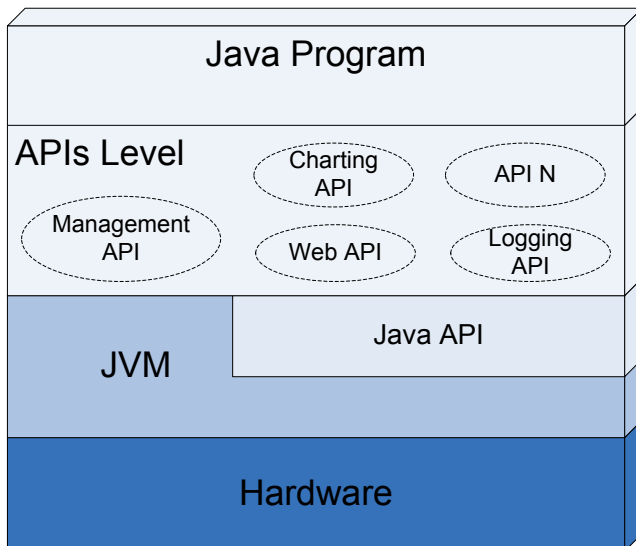 Java Program
APIs Level
Charting
API
API N
Management
API
Web API
Logging
API
Java API
JVM
Hardware